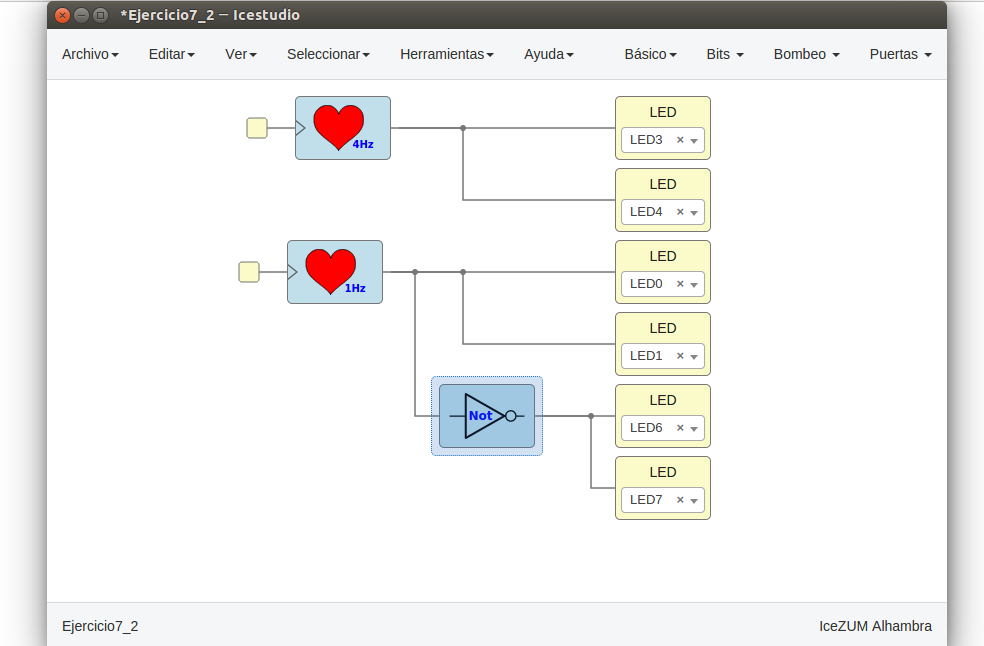 *Ejercicio7_2 — Icestudio
Archivo Editar Ver Seleccionar Herramientas Ayuda Básico Bits Bombeo Puertas
4Hz
LED
LED3 ×
LED
LED4 ×
1Hz
LED
LED0 ×
LED
LED1 ×
Not
LED
LED6 ×
LED
LED7 ×
Ejercicio7_2 IceZUM Alhambra